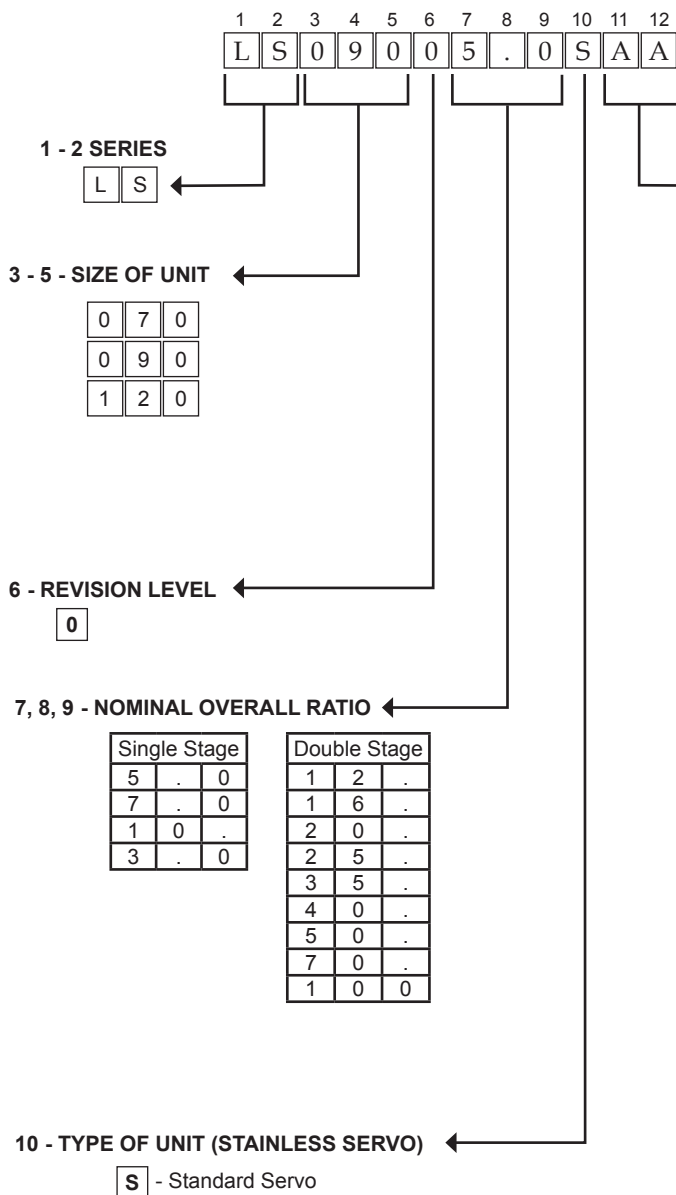 1 2 3 4 5 6 7 8 9 10 11 12
L S 0 9 0 0 5 . 0 S A A
1 - 2 SERIES
L S
3 - 5 - SIZE OF UNIT
0 7 0
0 9 0
1 2 0
6 - REVISION LEVEL
0
7, 8, 9 - NOMINAL OVERALL RATIO
Single Stage
5 . 0
7 . 0
1 0 .
3 . 0
Double Stage
1 2 .
1 6 .
2 0 .
2 5 .
3 5 .
4 0 .
5 0 .
7 0 .
1 0 0
10 - TYPE OF UNIT (STAINLESS SERVO)
S - Standard Servo